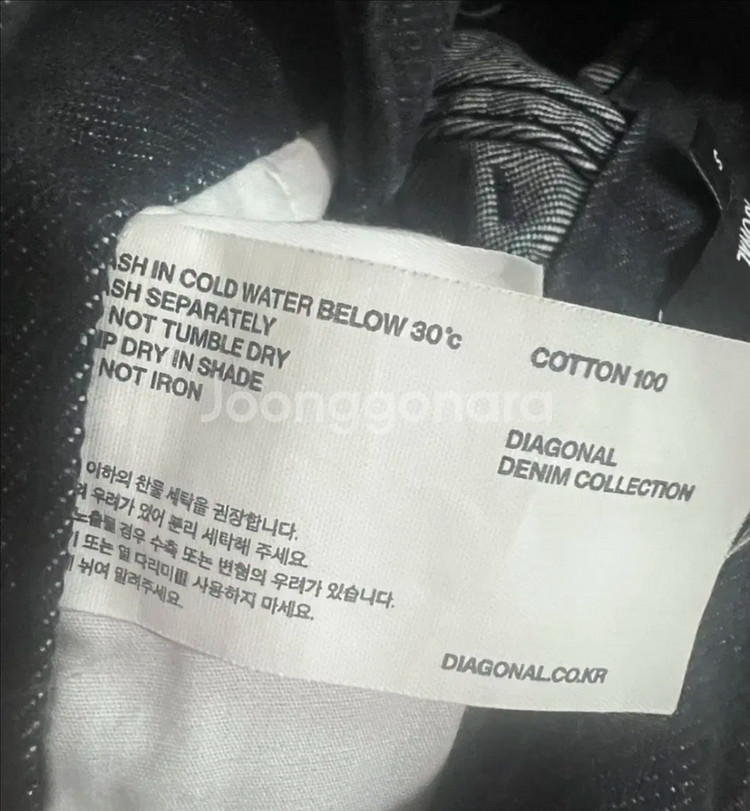 ASH IN COLD WATER BELOW 30°c
ASH SEPARATELY
NOT TUMBLE DRY
IP DRY IN SHADE
NOT IRON
COTTON 100
DIAGONAL
DENIM COLLECTION
Joonggonara
이하의 찬물 세탁을 권장합니다.
우려가 있어 분리 세탁해 주세요.
노출될 경우 수축 또는 변형의 우려가 있습니다.
또는 열 다리미 사용하지 마세요.
뉘여 말려주세요.
DIAGONAL.CO.KR